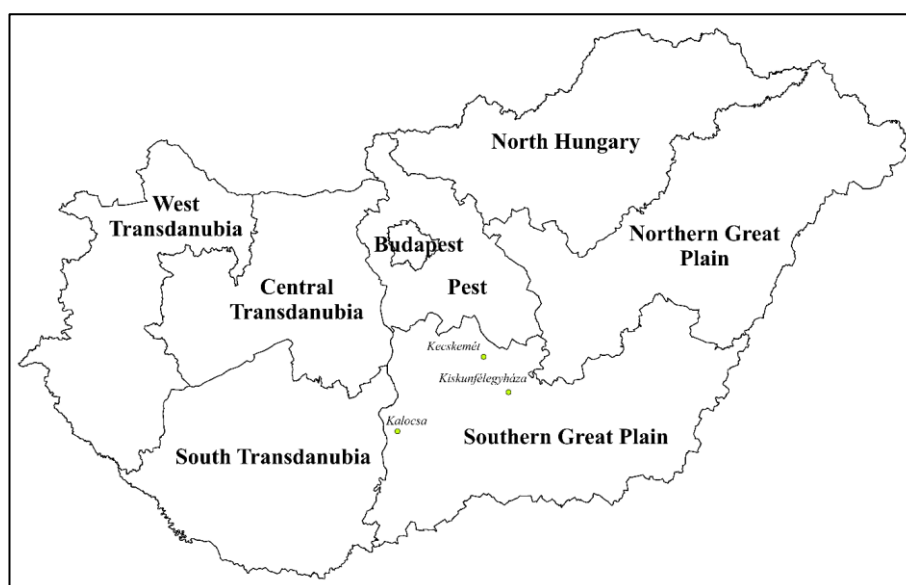 North Hungary
West
Transdanubia
Budapest
Northern Great
Plain
Central
Transdanubia
Pest
Kecskemét
Kiskunfélegyháza
Kalocsa
Southern Great Plain
South Transdanubia